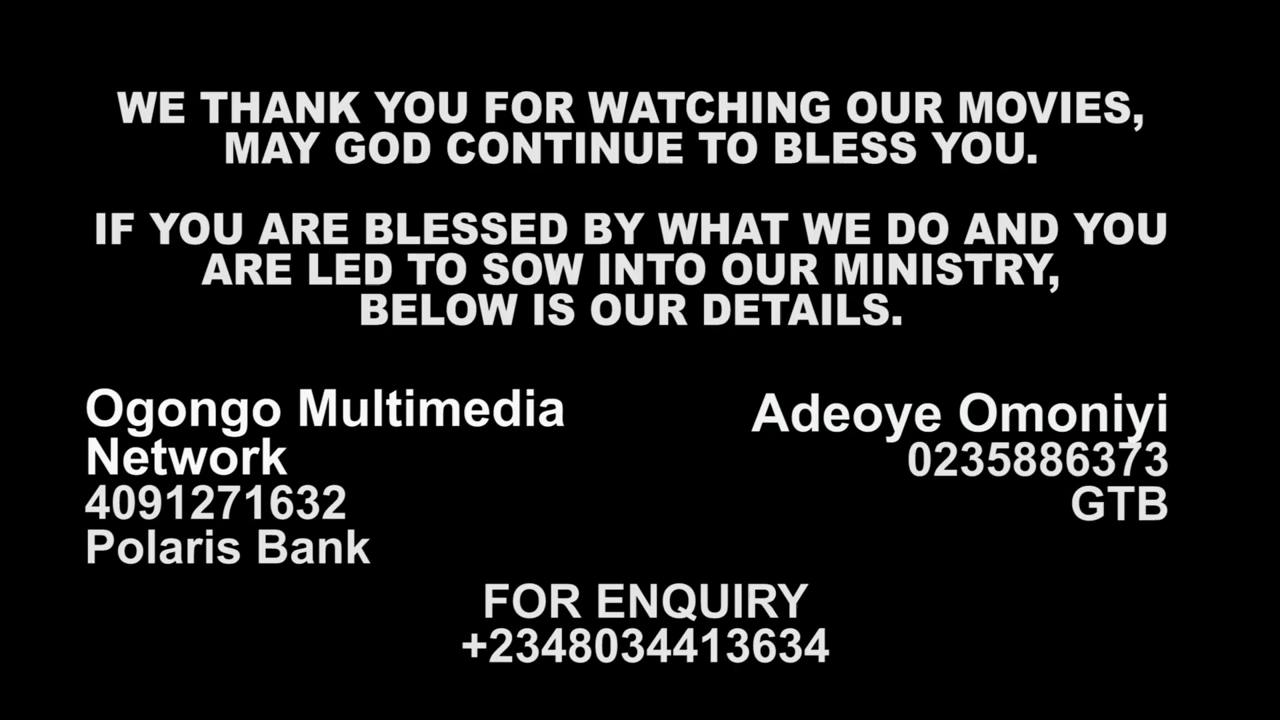 WE THANK YOU FOR WATCHING OUR MOVIES,
MAY GOD CONTINUE TO BLESS YOU.
IF YOU ARE BLESSED BY WHAT WE DO AND YOU
ARE LED TO SOW INTO OUR MINISTRY,
BELOW IS OUR DETAILS.
Ogongo Multimedia
Network
4091271632
Polaris Bank
Adeoye Omoniyi
0235886373
GTB
FOR ENQUIRY
+2348034413634